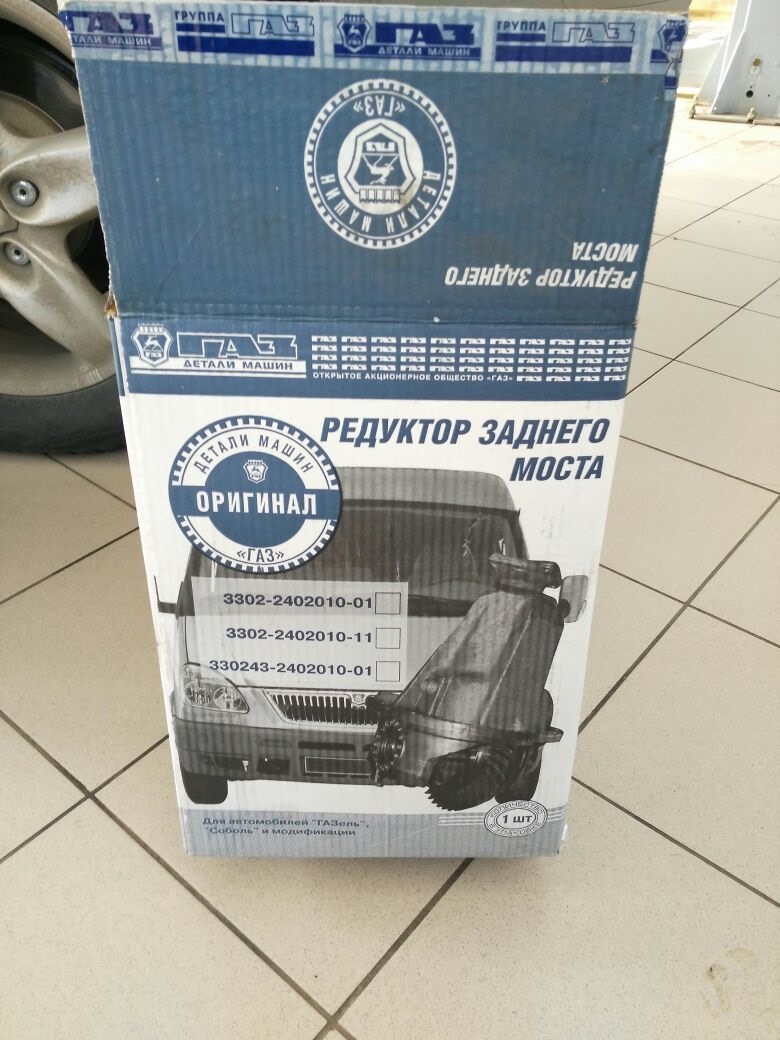 ДЕТАЛИ МАШИН
ГРУППА ГАЗ
ГАЗ
ДЕТАЛИ МАШИН
ГРУППА ГАЗ
«ГАЗ»
ДЕТАЛИ МАШИН
РЕДУКТОР ЗАДНЕГО
МОСТА
ГАЗ
ДЕТАЛИ МАШИН
ОТКРЫТОЕ АКЦИОНЕРНОЕ ОБЩЕСТВО «ГАЗ»
РЕДУКТОР ЗАДНЕГО
МОСТА
ДЕТАЛИ МАШИН
ОРИГИНАЛ
«ГАЗ»
3302-2402010-01
3302-2402010-11
330243-2402010-01
Для автомобилей "ГАЗель",
"Соболь" и модификации
КОЛИЧЕСТВО
1 ШТ
В УПАКОВКЕ